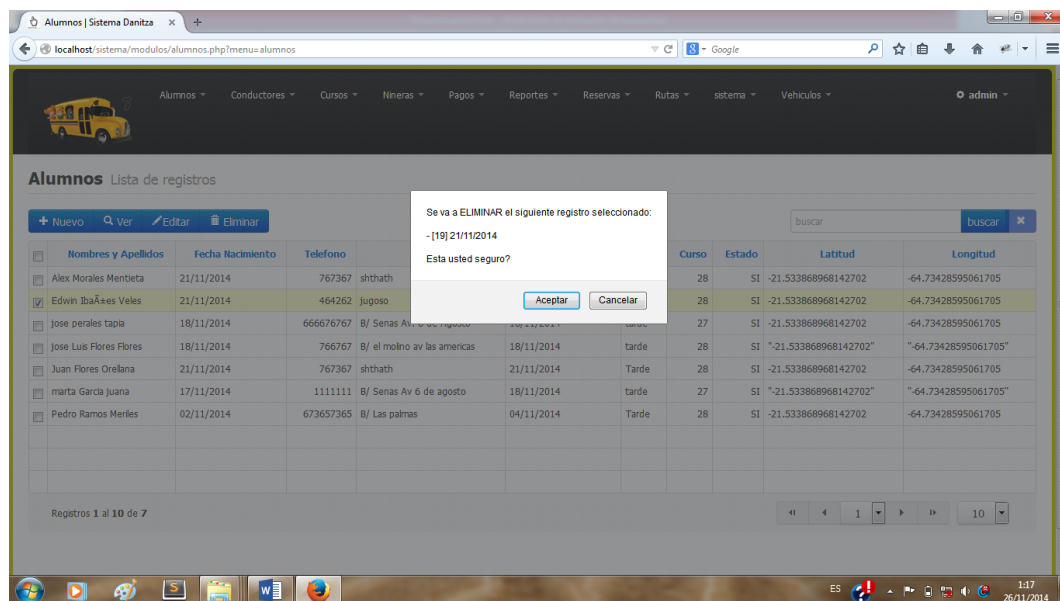 Alumnos | Sistema Danitza × +
localhost/sistema/modulos/alumnos.php?menu=alumnos 8 Google
Alumnos Conductores Cursos Nineras Pagos Reportes Reservas Rutas sistema Vehiculos admin
Alumnos Lista de registros
Se va a ELIMINAR el siguiente registro seleccionado:
- [19] 21/11/2014
Esta usted seguro?
Aceptar Cancelar
+ Nuevo Ver Editar Eliminar buscar buscar ×
Nombres y Apellidos Fecha Nacimiento Telefono Curso Estado Latitud Longitud
Alex Morales Mentieta 21/11/2014 767367 shthath 28 SI -21.533868968142702 -64.73428595061705
Edwin IbaÃ±es Veles 21/11/2014 464262 jugoso 28 SI -21.533868968142702 -64.73428595061705
jose perales tapia 18/11/2014 666676767 B/ Senas Av. 6 de Agosto 18/11/2014 tarde 27 SI -21.533868968142702 -64.73428595061705
jose Luis Flores Flores 18/11/2014 766767 B/ el molino av las americas 18/11/2014 tarde 28 SI "-21.533868968142702" "-64.73428595061705"
Juan Flores Orellana 21/11/2014 767367 shthath 21/11/2014 Tarde 28 SI -21.533868968142702 -64.73428595061705
marta Garcia juana 17/11/2014 1111111 B/ Senas Av 6 de agosto 18/11/2014 tarde 27 SI "-21.533868968142702" "-64.73428595061705"
Pedro Ramos Meriles 02/11/2014 673657365 B/ Las palmas 04/11/2014 Tarde 28 SI -21.533868968142702 -64.73428595061705
Registros 1 al 10 de 7 1 10
ES 1:17
26/11/2014